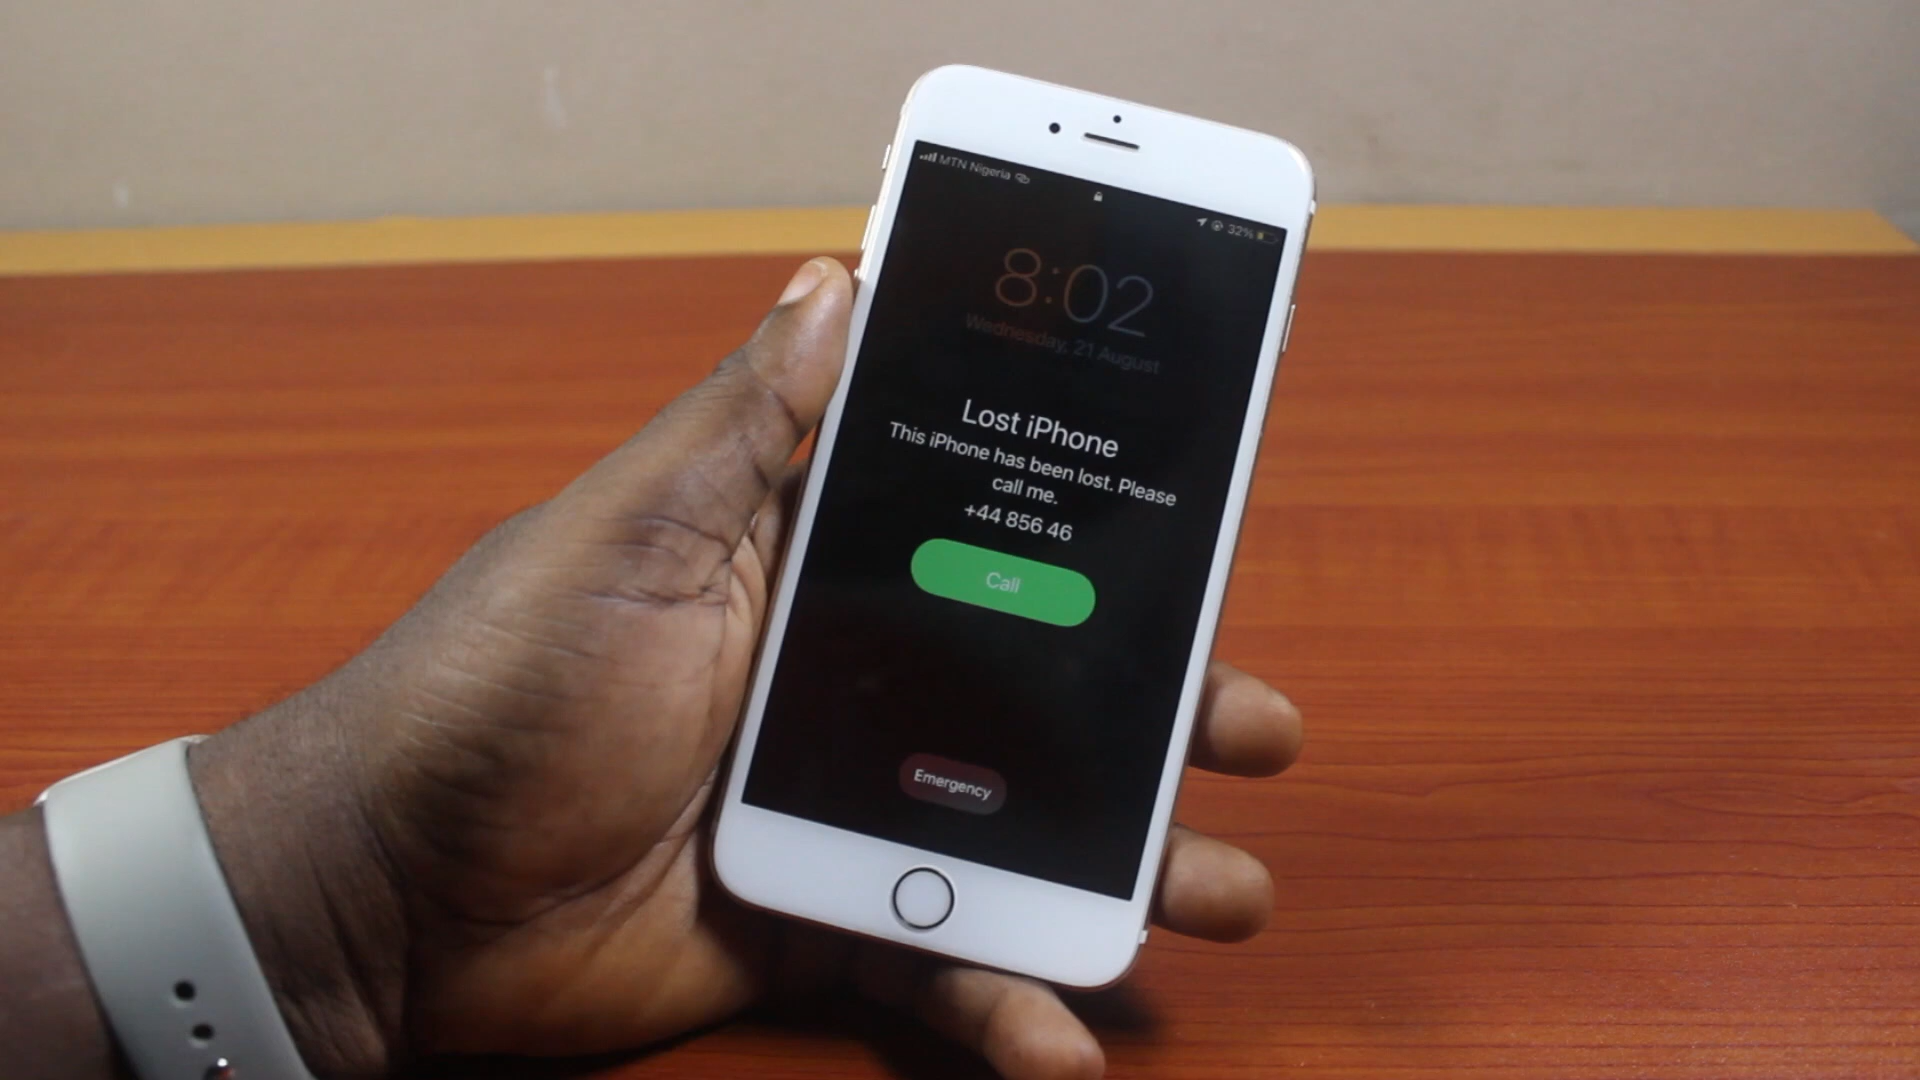 MTN Nigeria
32%
8:02
Wednesday, 21 August
Lost iPhone
This iPhone has been lost. Please
call me.
+44 856 46
Call
Emergency